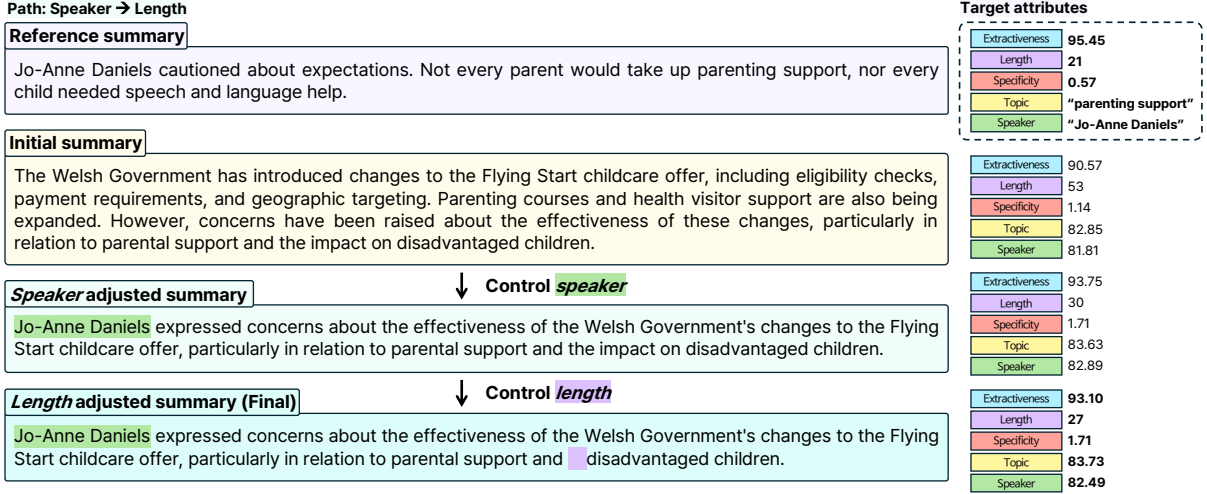 Path: Speaker → Length
Target attributes
Reference summary
Jo-Anne Daniels cautioned about expectations. Not every parent would take up parenting support, nor every
child needed speech and language help.
Extractiveness 95.45
Length 21
Specificity 0.57
Topic “parenting support”
Speaker “Jo-Anne Daniels”
Initial summary
The Welsh Government has introduced changes to the Flying Start childcare offer, including eligibility checks,
payment requirements, and geographic targeting. Parenting courses and health visitor support are also being
expanded. However, concerns have been raised about the effectiveness of these changes, particularly in
relation to parental support and the impact on disadvantaged children.
Extractiveness 90.57
Length 53
Specificity 1.14
Topic 82.85
Speaker 81.81
Control speaker
Speaker adjusted summary
Jo-Anne Daniels expressed concerns about the effectiveness of the Welsh Government's changes to the Flying
Start childcare offer, particularly in relation to parental support and the impact on disadvantaged children.
Extractiveness 93.75
Length 30
Specificity 1.71
Topic 83.63
Speaker 82.89
Control length
Length adjusted summary (Final)
Jo-Anne Daniels expressed concerns about the effectiveness of the Welsh Government's changes to the Flying
Start childcare offer, particularly in relation to parental support and disadvantaged children.
Extractiveness 93.10
Length 27
Specificity 1.71
Topic 83.73
Speaker 82.49